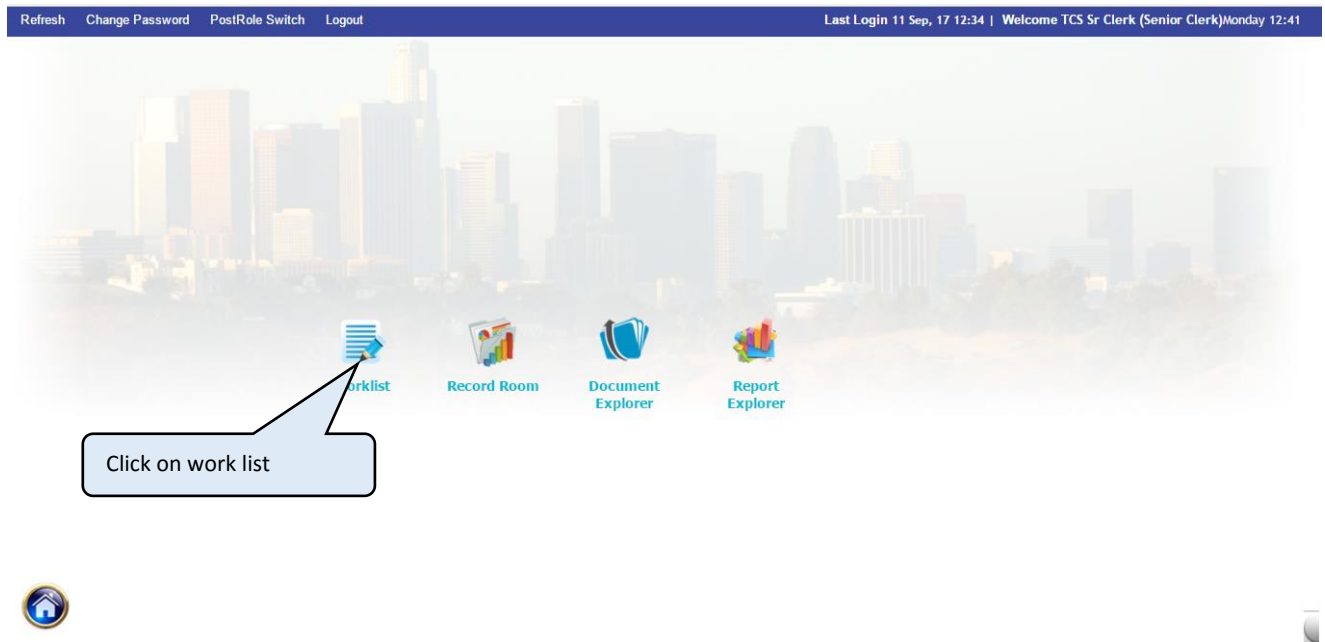 Refresh Change Password PostRole Switch Logout Last Login 11 Sep, 17 12:34 | Welcome TCS Sr Clerk (Senior Clerk)Monday 12:41
orklist Record Room Document Explorer Report Explorer
Click on work list